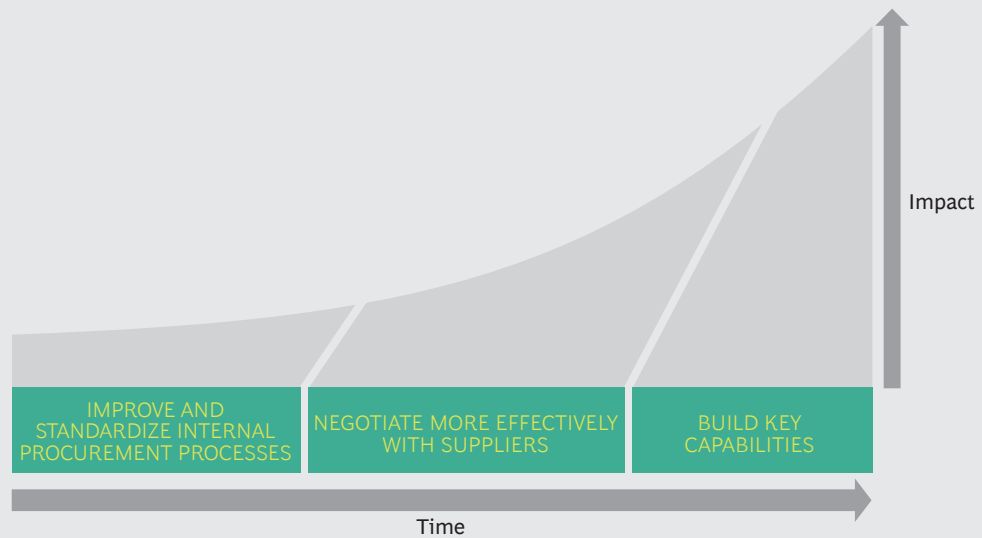 Impact
IMPROVE AND
STANDARDIZE INTERNAL
PROCUREMENT PROCESSES
NEGOTIATE MORE EFFECTIVELY
WITH SUPPLIERS
BUILD KEY
CAPABILITIES
Time